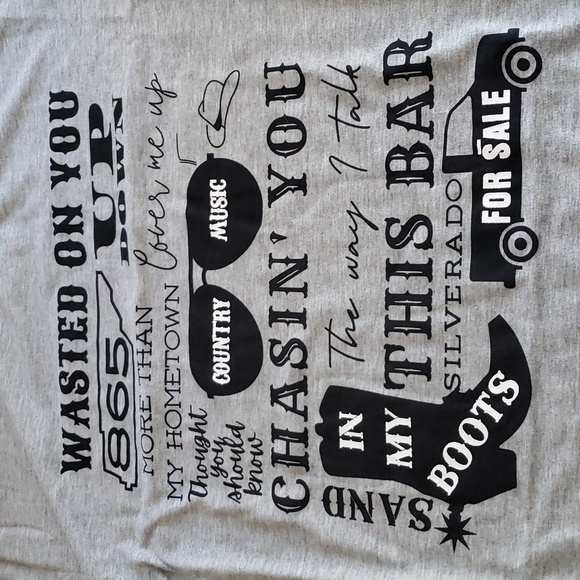 WASTED ON YOU
865
UP
DOWN
MORE THAN
MY HOMETOWN
Cover me up
Thought
you
should
know
COUNTRY
MUSIC
CHASIN' YOU
The way I talk
SAND
IN
MY
BOOTS
THIS BAR
SILVERADO
FOR SALE